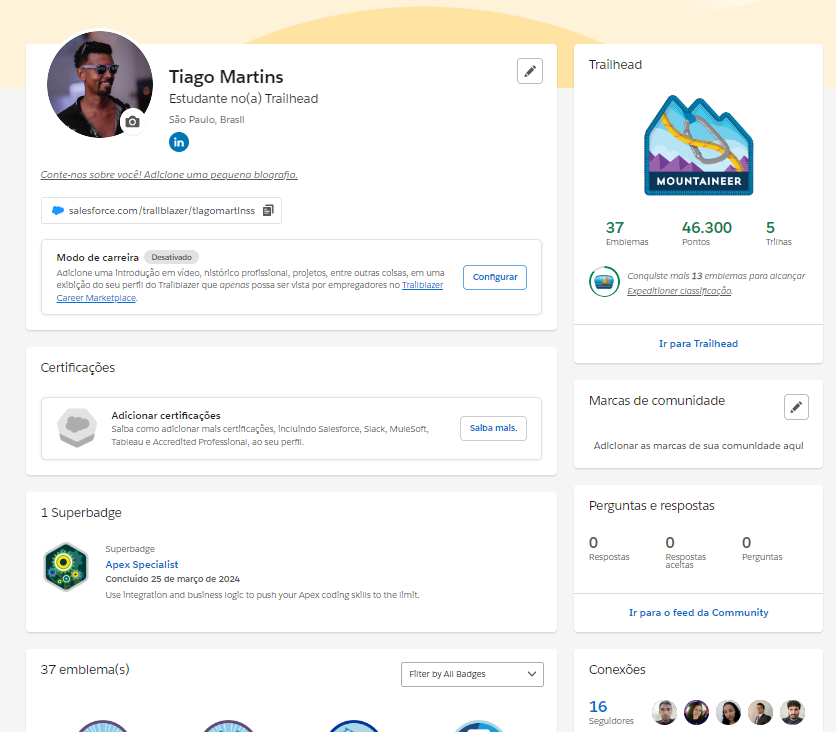 Tiago Martins
Estudante no(a) Trailhead
São Paulo, Brasil
in
Conte-nos sobre você! Adicione uma pequena biografia.
salesforce.com/trailblazer/tiagomartinss
Modo de carreira Desativado
Adicione uma introdução em vídeo, histórico profissional, projetos, entre outras coisas, em uma
exibição do seu perfil do Trailblazer que apenas possa ser vista por empregadores no Trailblazer
Career Marketplace.
Configurar
Certificações
Adicionar certificações
Saiba como adicionar mais certificações, incluindo Salesforce, Slack, MuleSoft,
Tableau e Accredited Professional, ao seu perfil.
Saiba mais.
1 Superbadge
Superbadge
Apex Specialist
Concluído 25 de março de 2024
Use integration and business logic to push your Apex coding skills to the limit.
37 emblema(s)
Filter by All Badges
Trailhead
MOUNTAINEER
37 46.300 5
Emblemas Pontos Trilhas
Conquiste mais 13 emblemas para alcançar
Expeditioner classificação.
Ir para Trailhead
Marcas de comunidade
Adicionar as marcas de sua comunidade aqui
Perguntas e respostas
0 0 0
Respostas Respostas aceitas Perguntas
Ir para o feed da Community
Conexões
16
Seguidores